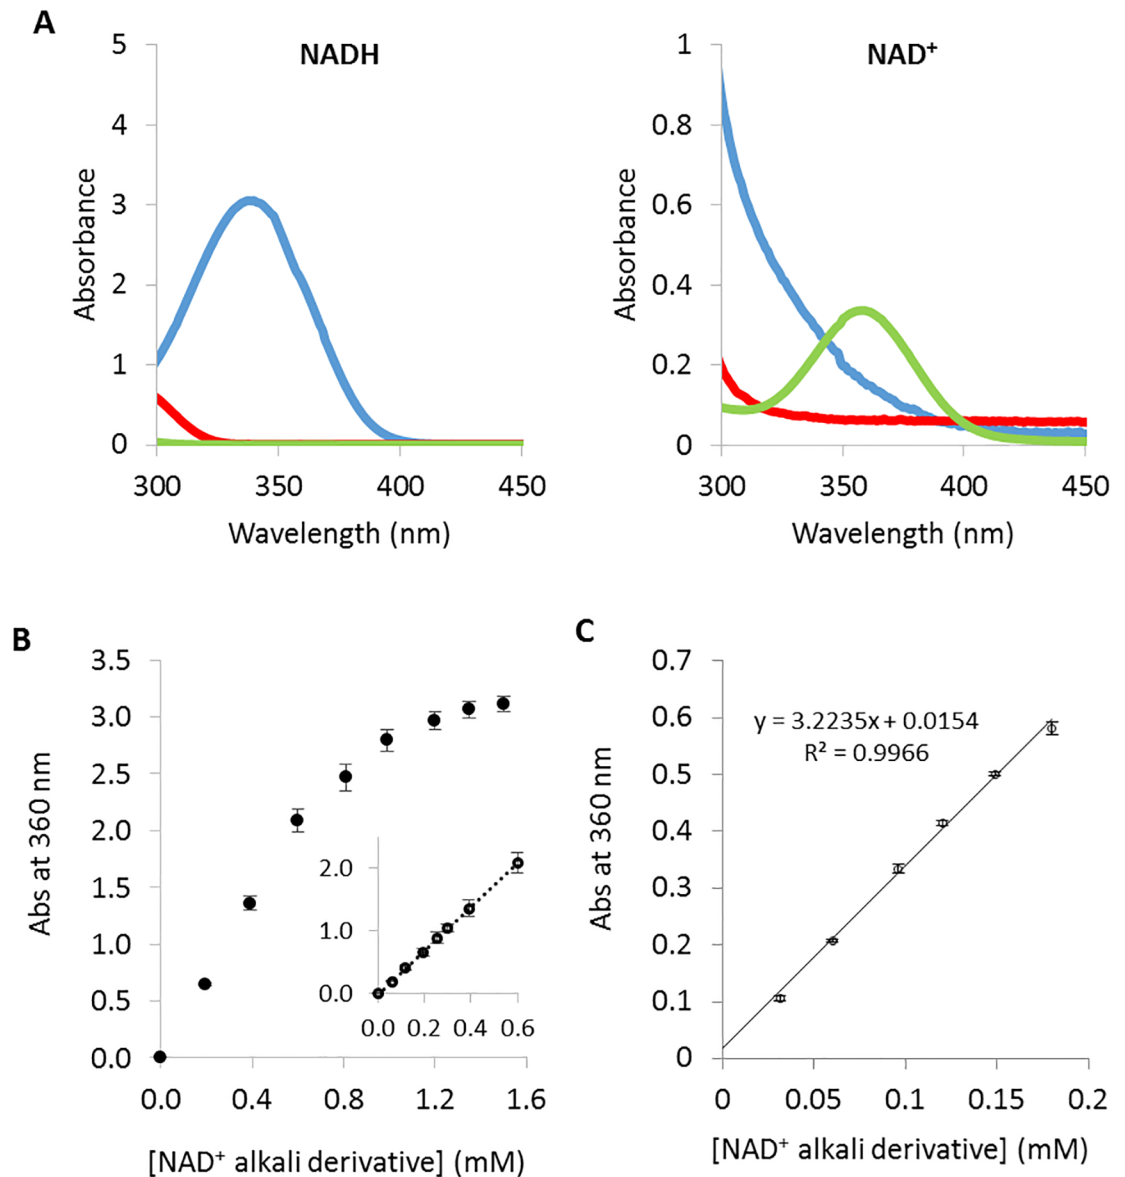 A
NADH
NAD⁺
5
4
3
2
1
0
Absorbance
300 350 400 450
Wavelength (nm)
1
0.8
0.6
0.4
0.2
0
Absorbance
300 350 400 450
Wavelength (nm)
B
3.5
3.0
2.5
2.0
1.5
1.0
0.5
0.0
Abs at 360 nm
2.0
1.0
0.0
0.0 0.2 0.4 0.6
0.0 0.4 0.8 1.2 1.6
[NAD⁺ alkali derivative] (mM)
C
0.7
0.6
0.5
0.4
0.3
0.2
0.1
0
Abs at 360 nm
y = 3.2235x + 0.0154
R² = 0.9966
0 0.05 0.1 0.15 0.2
[NAD⁺ alkali derivative] (mM)